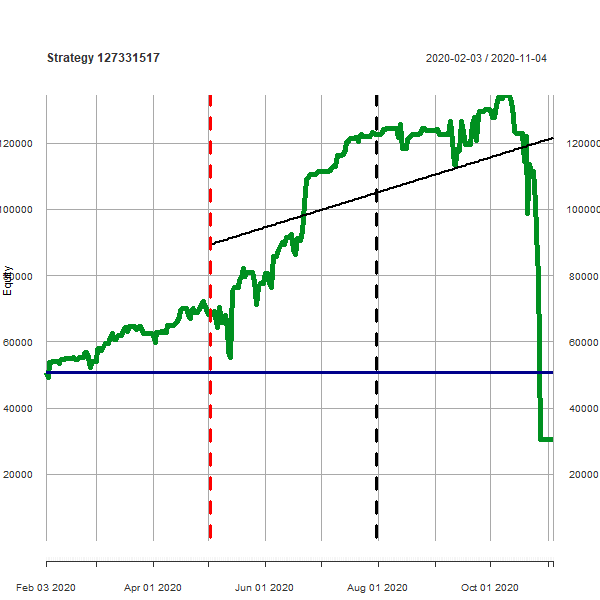 Strategy 127331517
2020-02-03 / 2020-11-04
120000
120000
100000
100000
80000
80000
Equity
60000
60000
40000
40000
20000
20000
Feb 03 2020
Apr 01 2020
Jun 01 2020
Aug 01 2020
Oct 01 2020